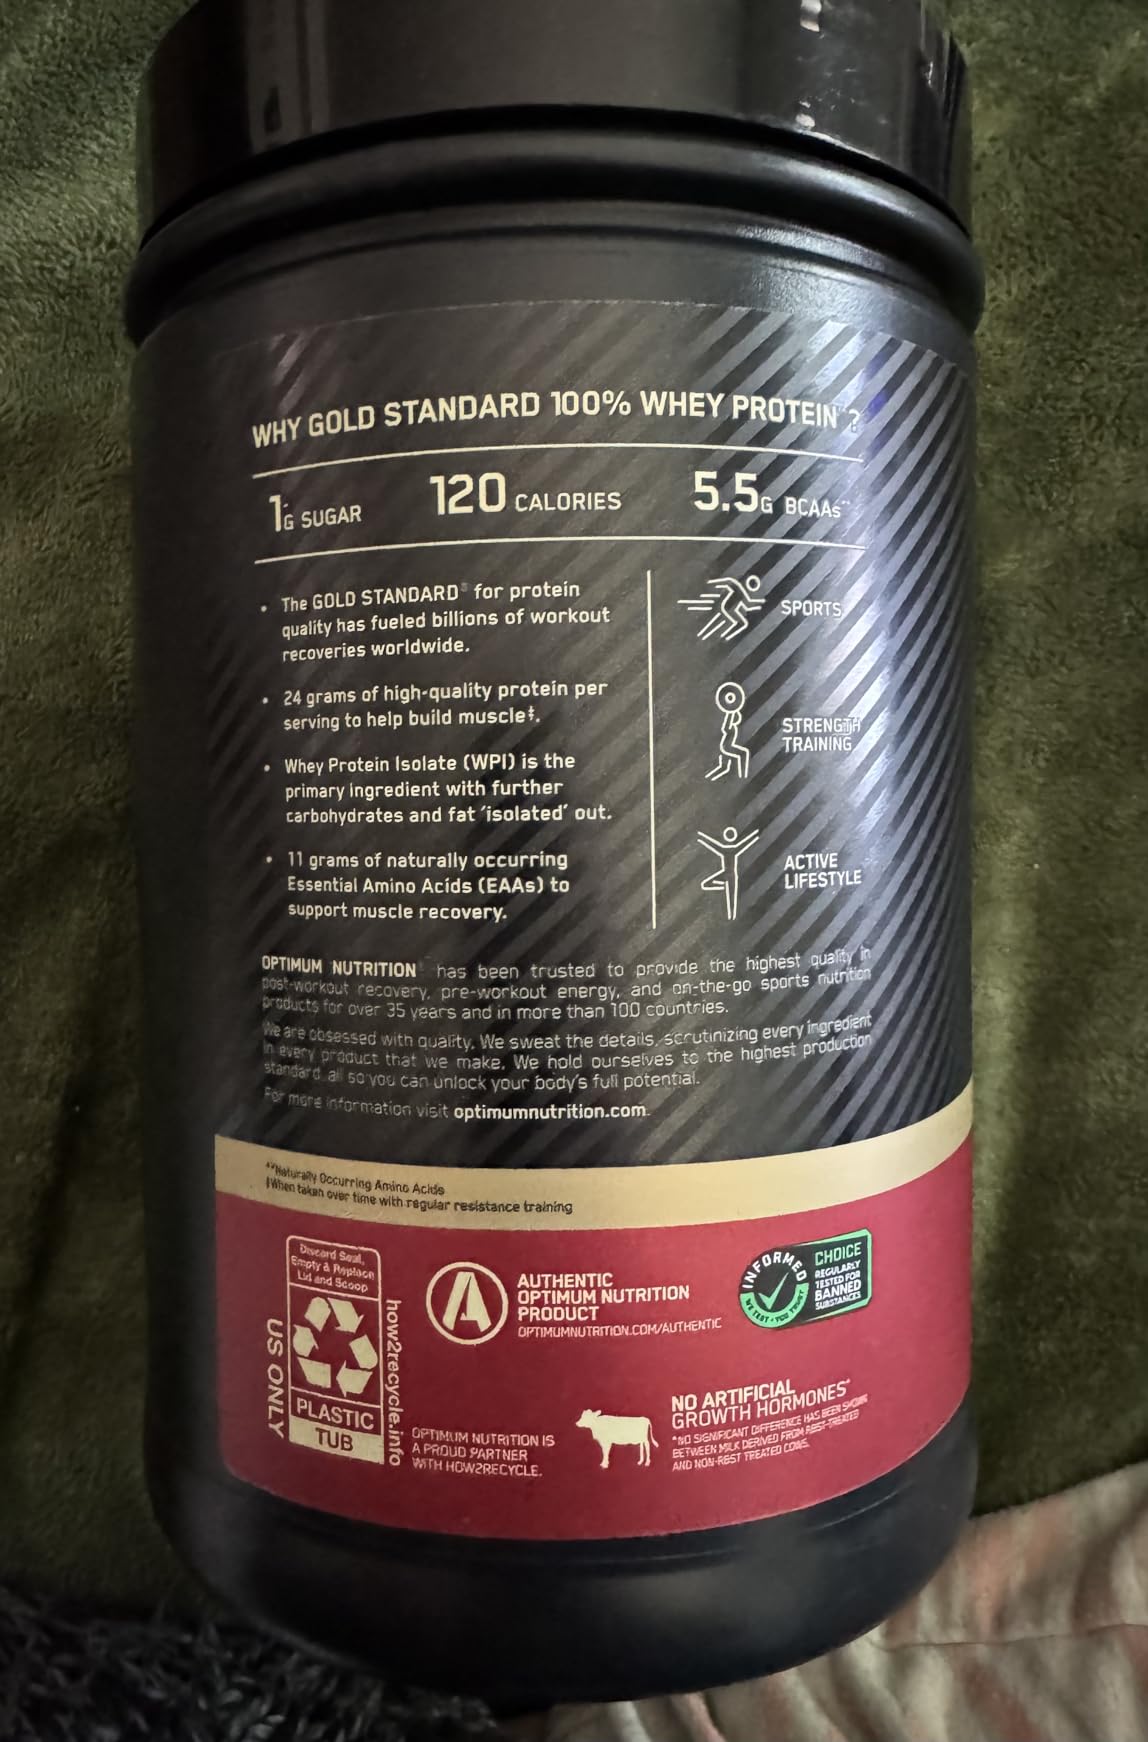 WHY GOLD STANDARD 100% WHEY PROTEIN ?
1G SUGAR
120 CALORIES
5.5G BCAAs**
• The GOLD STANDARD® for protein
quality has fueled billions of workout
recoveries worldwide.
• 24 grams of high-quality protein per
serving to help build muscle‡.
• Whey Protein Isolate (WPI) is the
primary ingredient with further
carbohydrates and fat ‘isolated’ out.
• 11 grams of naturally occurring
Essential Amino Acids (EAAs) to
support muscle recovery.
SPORTS
STRENGTH
TRAINING
ACTIVE
LIFESTYLE
OPTIMUM NUTRITION has been trusted to provide the highest quality in
post-workout recovery, pre-workout energy, and on-the-go sports nutrition
products for over 35 years and in more than 100 countries.
We are obsessed with quality. We sweat the details, scrutinizing every ingredient
in every product that we make. We hold ourselves to the highest production
standard, all so you can unlock your body's full potential.
For more information visit optimumnutrition.com.
**Naturally Occurring Amino Acids
‡When taken over time with regular resistance training
Discard Seal,
Empty & Replace
Lid and Scoop
US ONLY
PLASTIC
TUB
how2recycle.info
AUTHENTIC
OPTIMUM NUTRITION
PRODUCT
OPTIMUMNUTRITION.COM/AUTHENTIC
INFORMED
WE TEST • YOU TRUST
CHOICE
REGULARLY
TESTED FOR
BANNED
SUBSTANCES
OPTIMUM NUTRITION IS
A PROUD PARTNER
WITH HOW2RECYCLE.
NO ARTIFICIAL
GROWTH HORMONES*
*NO SIGNIFICANT DIFFERENCE HAS BEEN SHOWN
BETWEEN MILK DERIVED FROM RBST-TREATED
AND NON-RBST TREATED COWS.